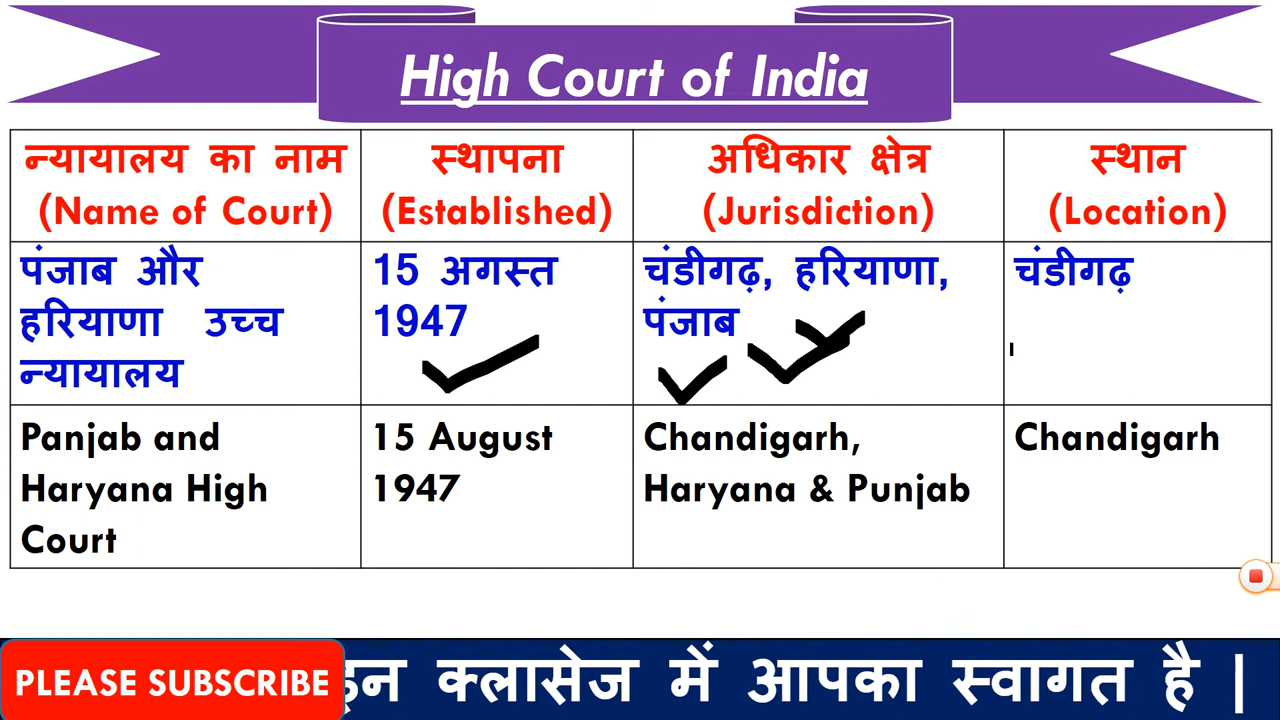 High Court of India
न्यायालय का नाम
(Name of Court)
स्थापना
(Established)
अधिकार क्षेत्र
(Jurisdiction)
स्थान
(Location)
पंजाब और
हरियाणा उच्च
न्यायालय
15 अगस्त
1947
चंडीगढ़, हरियाणा,
पंजाब
चंडीगढ़
Panjab and
Haryana High
Court
15 August
1947
Chandigarh,
Haryana & Punjab
Chandigarh
PLEASE SUBSCRIBE
क्लासेज में आपका स्वागत है |